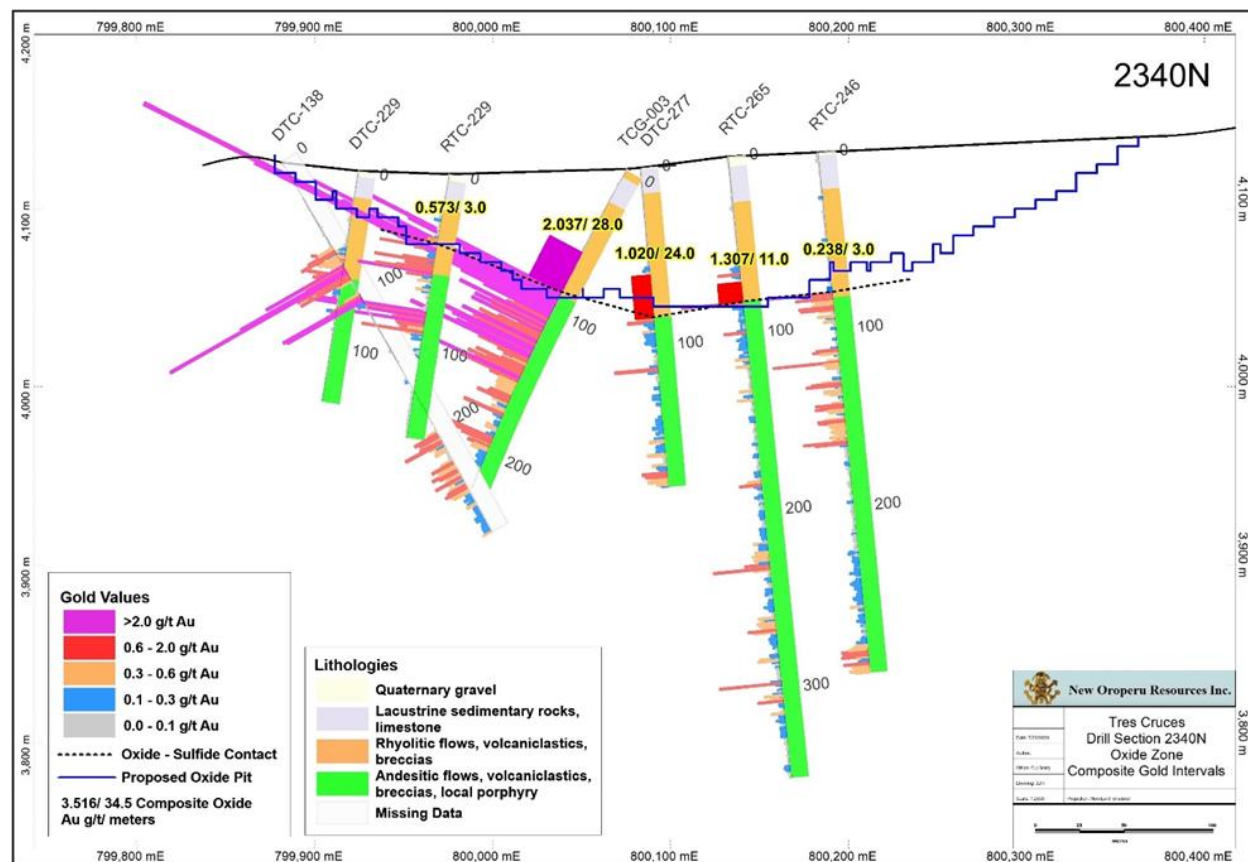 799,800 mE
799,900 mE
800,000 mE
800,100 mE
800,200 mE
800,300 mE
800,400 mE
4,200 m
4,100 m
4,000 m
3,900 m
3,800 m
2340N
DTC-138
DTC-229
RTC-229
TCG-003
DTC-277
RTC-265
RTC-246
0
0
0
0
0
0
0
0.573/ 3.0
2.037/ 28.0
1.020/ 24.0
1.307/ 11.0
0.238/ 3.0
100
100
100
100
100
100
100
200
200
200
200
300
4,100 m
4,000 m
3,900 m
3,800 m
Gold Values
>2.0 g/t Au
0.6 - 2.0 g/t Au
0.3 - 0.6 g/t Au
0.1 - 0.3 g/t Au
0.0 - 0.1 g/t Au
Oxide - Sulfide Contact
Proposed Oxide Pit
3.516/ 34.5 Composite Oxide
Au g/t/ meters
Lithologies
Quaternary gravel
Lacustrine sedimentary rocks,
limestone
Rhyolitic flows, volcaniclastics,
breccias
Andesitic flows, volcaniclastics,
breccias, local porphyry
Missing Data
New Oroperu Resources Inc.
Tres Cruces
Drill Section 2340N
Oxide Zone
Composite Gold Intervals
799,800 mE
799,900 mE
800,000 mE
800,100 mE
800,200 mE
800,300 mE
800,400 mE